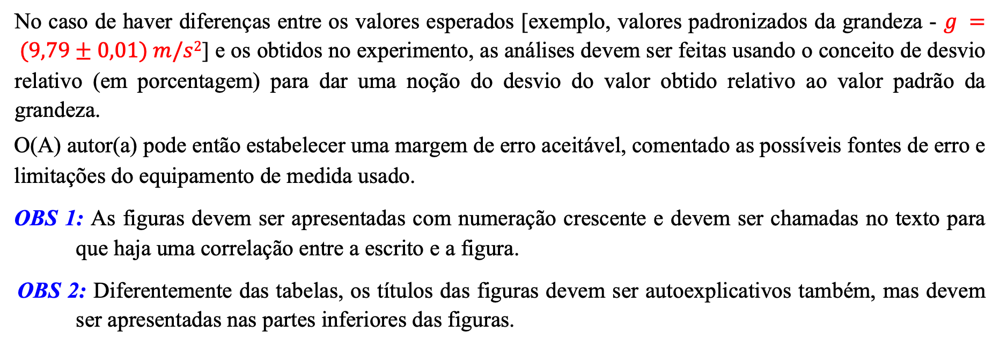 No caso de haver diferenças entre os valores esperados [exemplo, valores padronizados da grandeza - g =
(9,79 ± 0,01) m/s²] e os obtidos no experimento, as análises devem ser feitas usando o conceito de desvio
relativo (em porcentagem) para dar uma noção do desvio do valor obtido relativo ao valor padrão da
grandeza.
O(A) autor(a) pode então estabelecer uma margem de erro aceitável, comentado as possíveis fontes de erro e
limitações do equipamento de medida usado.
OBS 1: As figuras devem ser apresentadas com numeração crescente e devem ser chamadas no texto para
que haja uma correlação entre a escrito e a figura.
OBS 2: Diferentemente das tabelas, os títulos das figuras devem ser autoexplicativos também, mas devem
ser apresentadas nas partes inferiores das figuras.